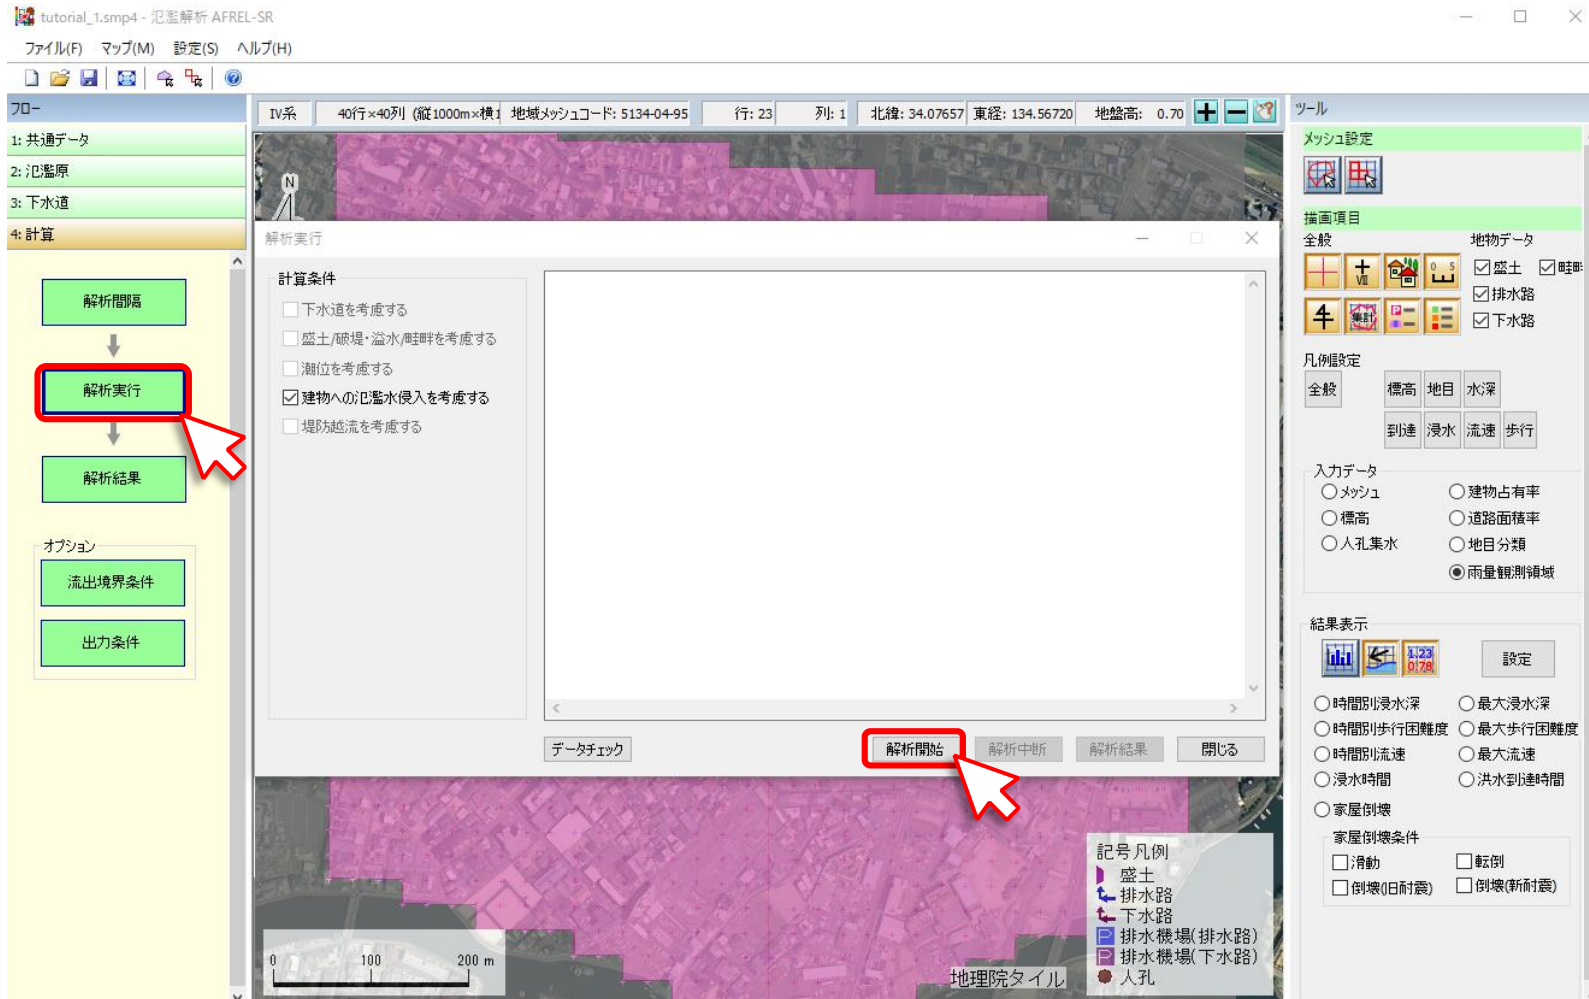 tutorial_1.smp4 - 氾濫解析 AFREL-SR
ファイル(F) マップ(M) 設定(S) ヘルプ(H)
フロー
1: 共通データ
2: 氾濫原
3: 下水道
4: 計算
解析間隔
解析実行
解析結果
オプション
流出境界条件
出力条件
IV系 40行×40列 (縦1000m×横1 地域メッシュコード: 5134-04-95 行: 23 列: 1 北緯: 34.07657 東経: 134.56720 地盤高: 0.70
N
解析実行
計算条件
下水道を考慮する
盛土/破堤・溢水/畦畔を考慮する
潮位を考慮する
建物への氾濫水侵入を考慮する
堤防越流を考慮する
データチェック 解析開始 解析中断 解析結果 閉じる
記号凡例
盛土
排水路
下水路
排水機場(排水路)
排水機場(下水路)
人孔
0 100 200 m
地理院タイル
ツール
メッシュ設定
描画項目
全般 地物データ
盛土 畦畔
排水路
下水路
VII
0 5
集計
凡例設定
全般 標高 地目 水深
到達 浸水 流速 歩行
入力データ
メッシュ 建物占有率
標高 道路面積率
人孔集水 地目分類
雨量観測領域
結果表示
1.23
0.78
設定
時間別浸水深 最大浸水深
時間別歩行困難度 最大歩行困難度
時間別流速 最大流速
浸水時間 洪水到達時間
家屋倒壊
家屋倒壊条件
滑動 転倒
倒壊(旧耐震) 倒壊(新耐震)